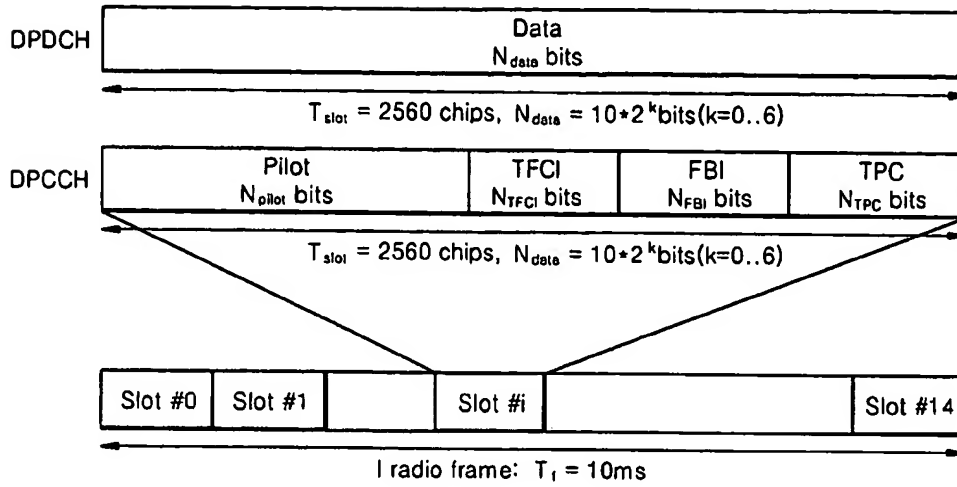 DPDCH
Data
N_data bits
T_slot = 2560 chips, N_data = 10*2^k bits(k=0..6)
DPCCH
Pilot
N_pilot bits
TFCI
N_TFCI bits
FBI
N_FBI bits
TPC
N_TPC bits
T_slot = 2560 chips, N_data = 10*2^k bits(k=0..6)
Slot #0
Slot #1
Slot #i
Slot #14
I radio frame: T_f = 10ms